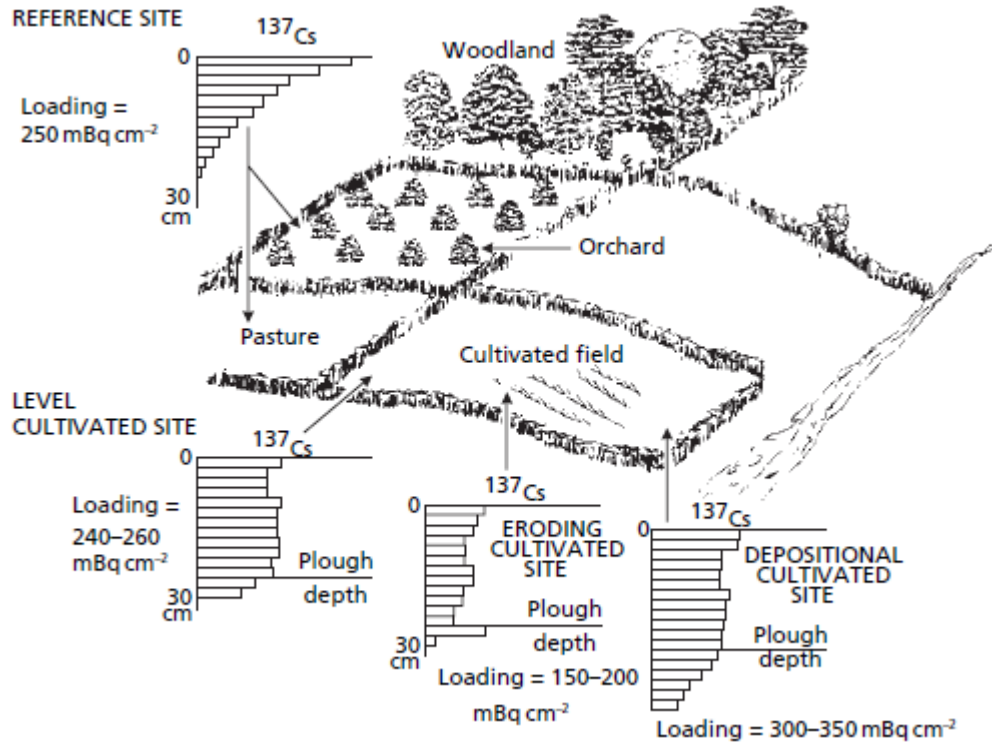 REFERENCE SITE
137Cs
0
Loading =
250 mBq cm⁻²
30
cm
Woodland
Orchard
Pasture
Cultivated field
LEVEL
CULTIVATED SITE
137Cs
0
Loading =
240–260
mBq cm⁻²
Plough
depth
30
cm
137Cs
0
ERODING
CULTIVATED
SITE
Plough
depth
30
cm
Loading = 150–200
mBq cm⁻²
137Cs
0
DEPOSITIONAL
CULTIVATED
SITE
Plough
depth
Loading = 300–350 mBq cm⁻²